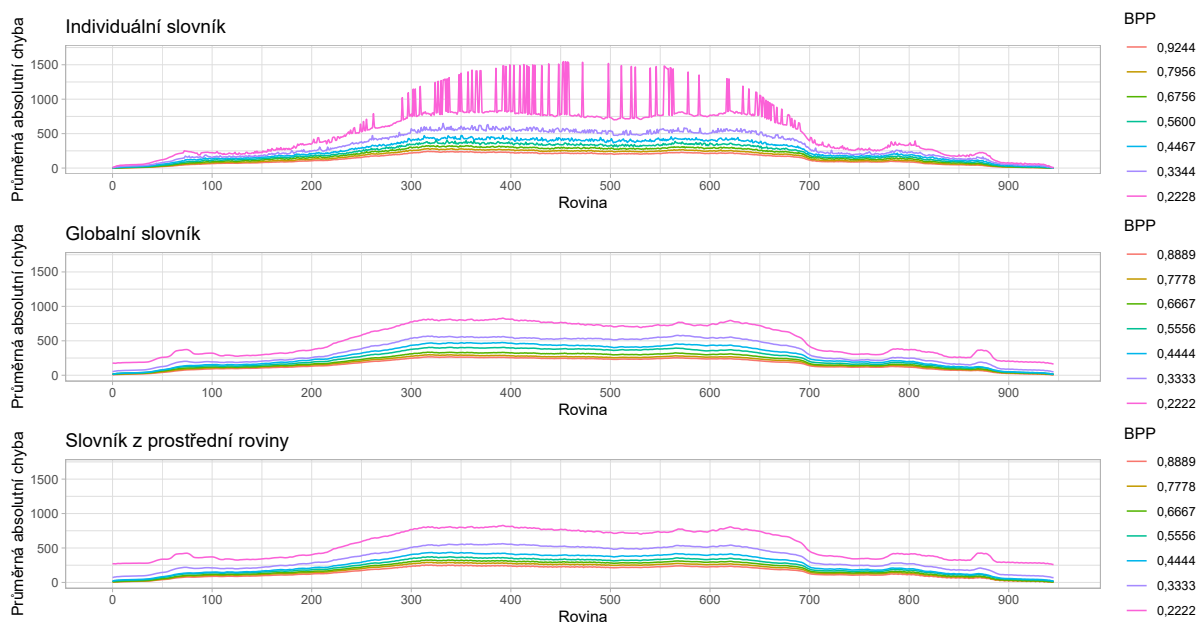 Individuální slovník
Průměrná absolutní chyba
1500
1000
500
0
0 100 200 300 400 500 600 700 800 900
Rovina
BPP
0,9244
0,7956
0,6756
0,5600
0,4467
0,3344
0,2228
Globalní slovník
Průměrná absolutní chyba
1500
1000
500
0
0 100 200 300 400 500 600 700 800 900
Rovina
BPP
0,8889
0,7778
0,6667
0,5556
0,4444
0,3333
0,2222
Slovník z prostřední roviny
Průměrná absolutní chyba
1500
1000
500
0
0 100 200 300 400 500 600 700 800 900
Rovina
BPP
0,8889
0,7778
0,6667
0,5556
0,4444
0,3333
0,2222